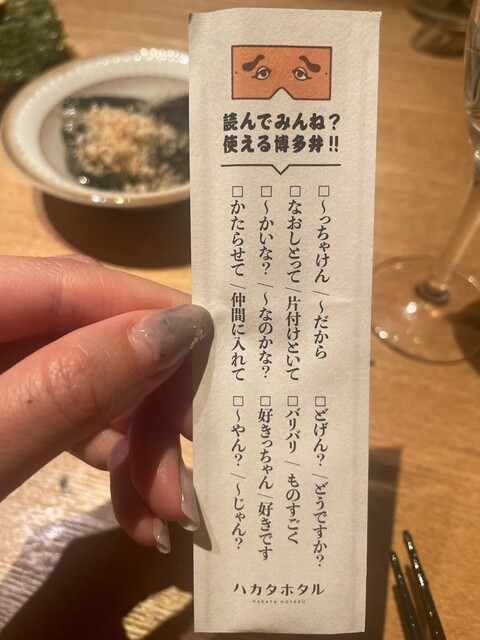 読んでみんね？
使える博多弁!!
□〜っちゃけん/〜だから
□なおしとって/片付けといて
□〜かいな？/〜なのかな？
□かたらせて/仲間に入れて
□どげん？/どうですか？
□バリバリ/ものすごく
□好きっちゃん/好きです
□〜やん？/〜じゃん？
ハカタホタル
HAKATA HOTARU